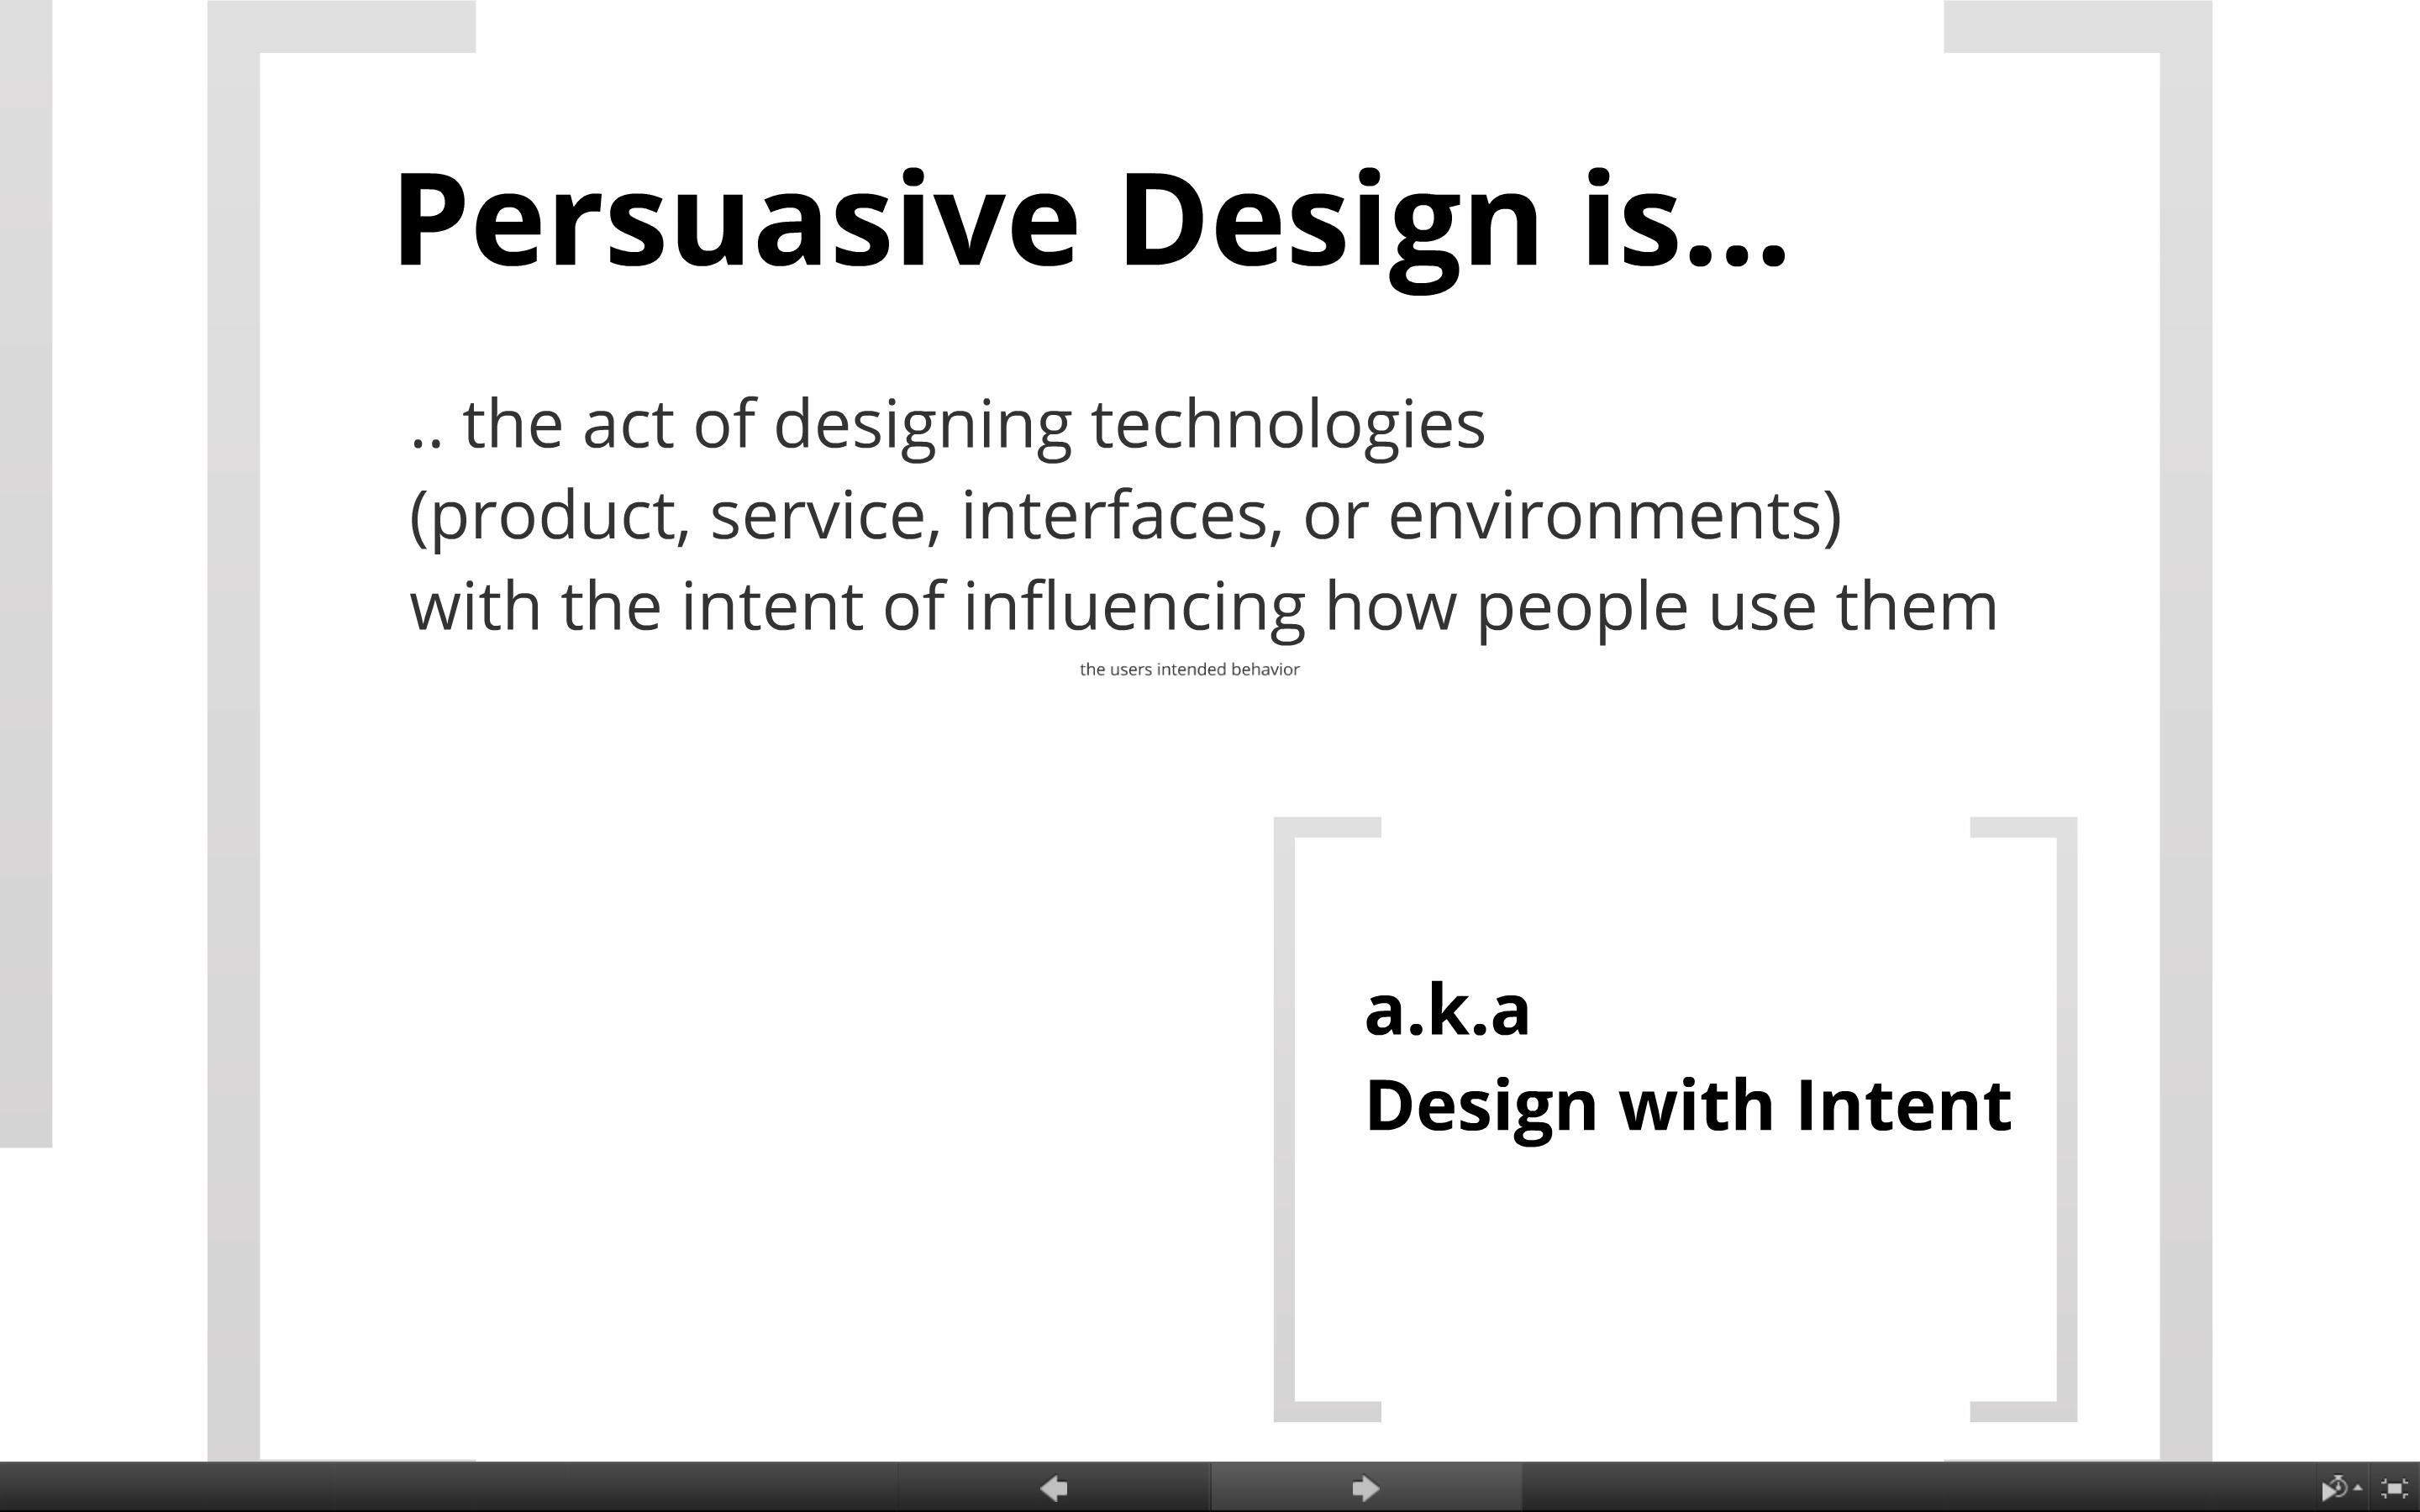 Persuasive Design is...
.. the act of designing technologies
(product, service, interfaces, or environments)
with the intent of influencing how people use them
the users intended behavior
a.k.a
Design with Intent